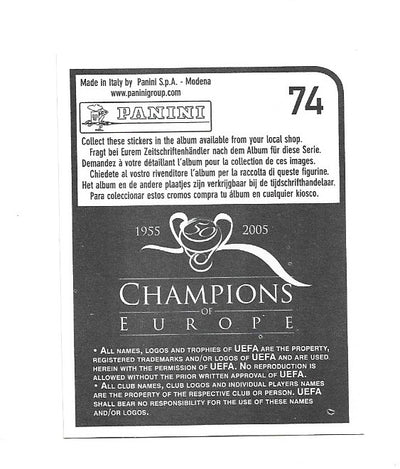 Made in Italy by Panini S.p.A. - Modena
www.paninigroup.com
74
PANINI
Collect these stickers in the album available from your local shop.
Fragt bei Eurem Zeitschriftenhändler nach dem Album für diese Serie.
Demandez à votre détaillant l'album pour la collection de ces images.
Chiedete al vostro rivenditore l'album per la raccolta di queste figurine.
Het album en de andere plaatjes zijn verkrijgbaar bij de tijdschrifthandelaar.
Para coleccionar estos cromos compra tu álbum en cualquier kiosco.
1955 50 2005
CHAMPIONS
OF
EUROPE
• ALL NAMES, LOGOS AND TROPHIES OF UEFA ARE THE PROPERTY,
REGISTERED TRADEMARKS AND/OR LOGOS OF UEFA AND ARE USED
HEREIN WITH THE PERMISSION OF UEFA. NO REPRODUCTION IS
ALLOWED WITHOUT THE PRIOR WRITTEN APPROVAL OF UEFA.
• ALL CLUB NAMES, CLUB LOGOS AND INDIVIDUAL PLAYERS NAMES
ARE THE PROPERTY OF THE RESPECTIVE CLUB OR PERSON. UEFA
SHALL BEAR NO RESPONSIBILITY FOR THE USE OF THESE NAMES
AND/OR LOGOS.